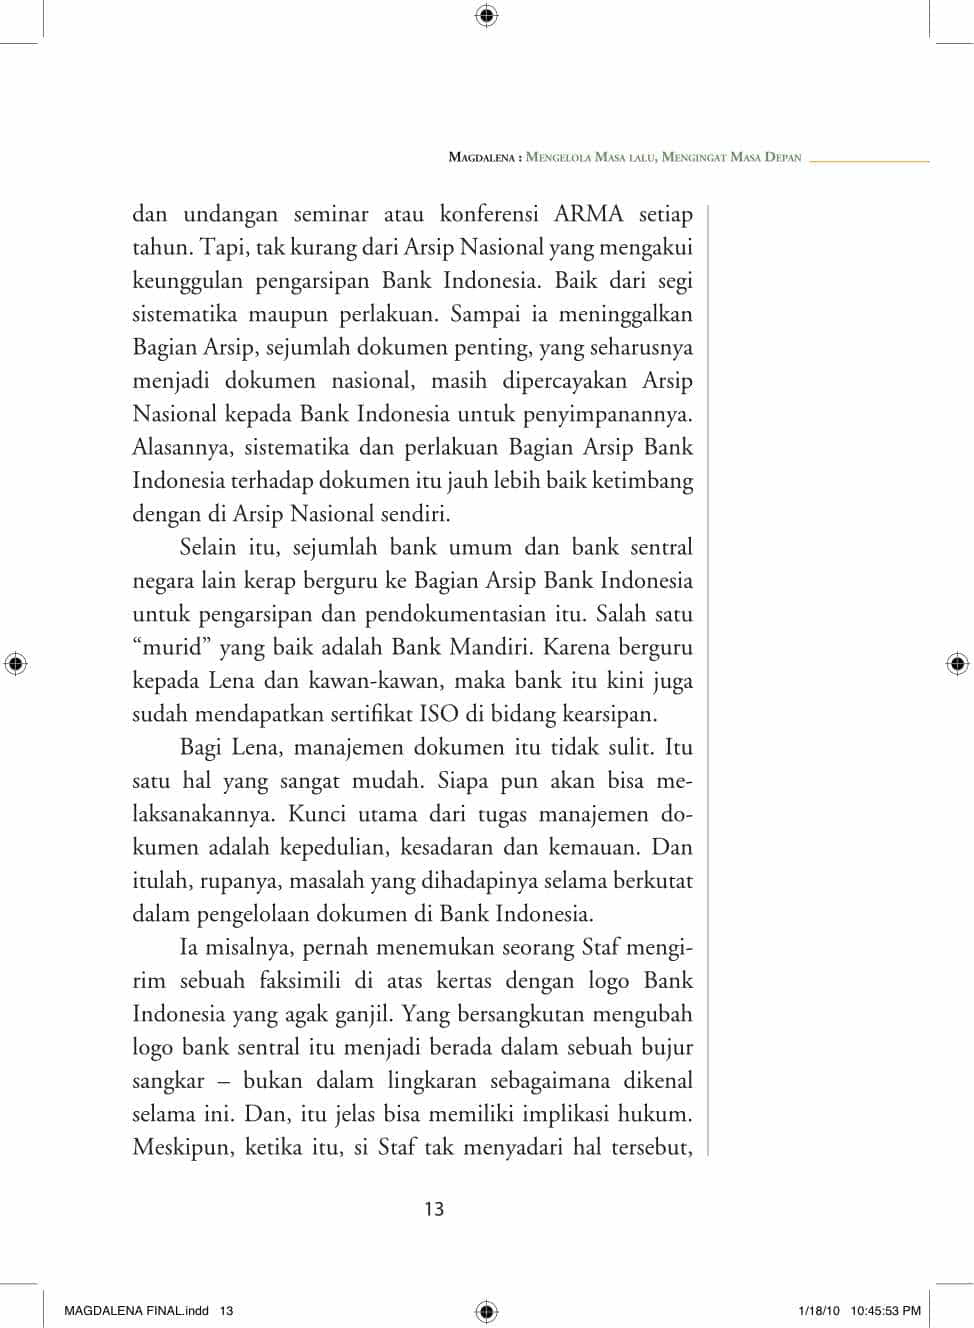 Magdalena : Mengelola Masa lalu, Mengingat Masa Depan
dan undangan seminar atau konferensi ARMA setiap
tahun. Tapi, tak kurang dari Arsip Nasional yang mengakui
keunggulan pengarsipan Bank Indonesia. Baik dari segi
sistematika maupun perlakuan. Sampai ia meninggalkan
Bagian Arsip, sejumlah dokumen penting, yang seharusnya
menjadi dokumen nasional, masih dipercayakan Arsip
Nasional kepada Bank Indonesia untuk penyimpanannya.
Alasannya, sistematika dan perlakuan Bagian Arsip Bank
Indonesia terhadap dokumen itu jauh lebih baik ketimbang
dengan di Arsip Nasional sendiri.
Selain itu, sejumlah bank umum dan bank sentral
negara lain kerap berguru ke Bagian Arsip Bank Indonesia
untuk pengarsipan dan pendokumentasian itu. Salah satu
“murid” yang baik adalah Bank Mandiri. Karena berguru
kepada Lena dan kawan-kawan, maka bank itu kini juga
sudah mendapatkan sertifikat ISO di bidang kearsipan.
Bagi Lena, manajemen dokumen itu tidak sulit. Itu
satu hal yang sangat mudah. Siapa pun akan bisa me-
laksanakannya. Kunci utama dari tugas manajemen do-
kumen adalah kepedulian, kesadaran dan kemauan. Dan
itulah, rupanya, masalah yang dihadapinya selama berkutat
dalam pengelolaan dokumen di Bank Indonesia.
Ia misalnya, pernah menemukan seorang Staf mengi-
rim sebuah faksimili di atas kertas dengan logo Bank
Indonesia yang agak ganjil. Yang bersangkutan mengubah
logo bank sentral itu menjadi berada dalam sebuah bujur
sangkar – bukan dalam lingkaran sebagaimana dikenal
selama ini. Dan, itu jelas bisa memiliki implikasi hukum.
Meskipun, ketika itu, si Staf tak menyadari hal tersebut,
13
MAGDALENA FINAL.indd 13
1/18/10 10:45:53 PM